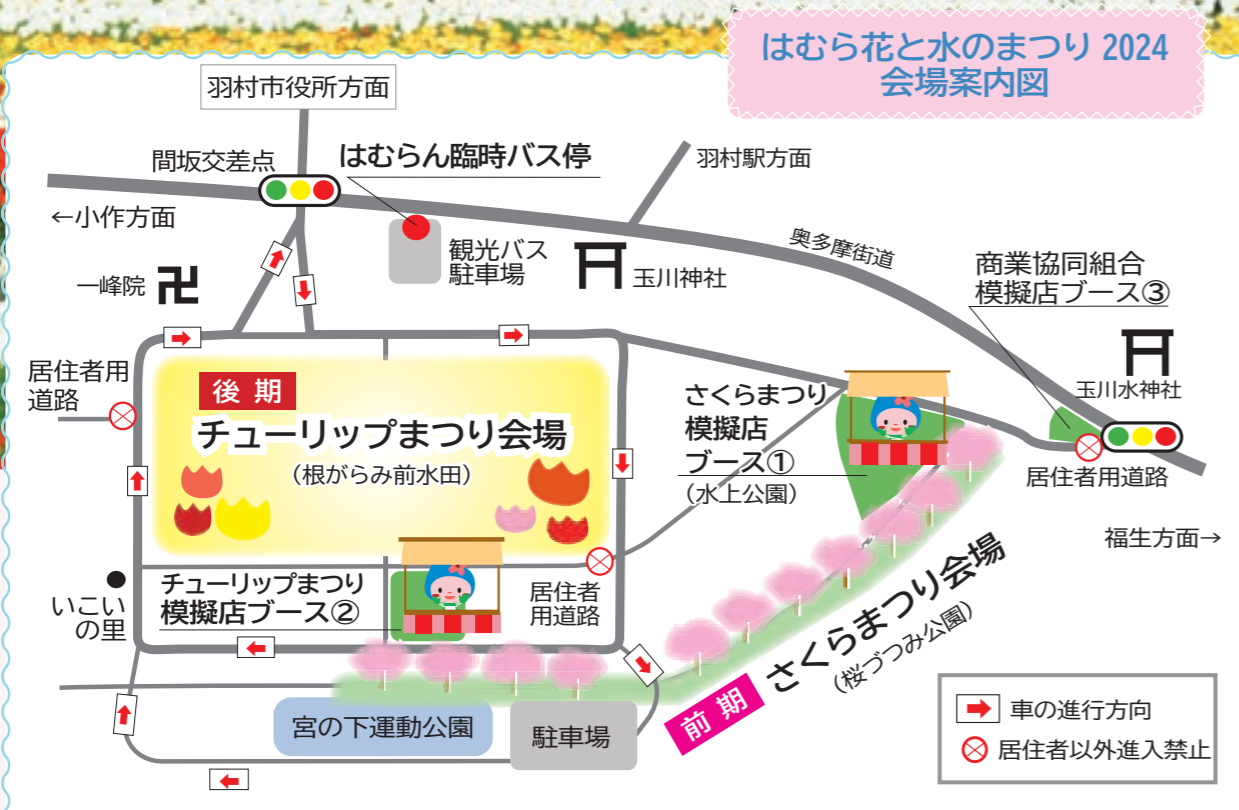 はむら花と水のまつり 2024
会場案内図
羽村市役所方面
間坂交差点
はむらん臨時バス停
羽村駅方面
←小作方面
観光バス
駐車場
玉川神社
奥多摩街道
商業協同組合
模擬店ブース③
一峰院
玉川水神社
居住者用
道路
後期
チューリップまつり会場
（根がらみ前水田）
さくらまつり
模擬店
ブース①
（水上公園）
居住者用道路
福生方面→
いこい
の里
チューリップまつり
模擬店ブース②
居住者
用道路
前期 さくらまつり会場
（桜づつみ公園）
宮の下運動公園
駐車場
車の進行方向
居住者以外進入禁止